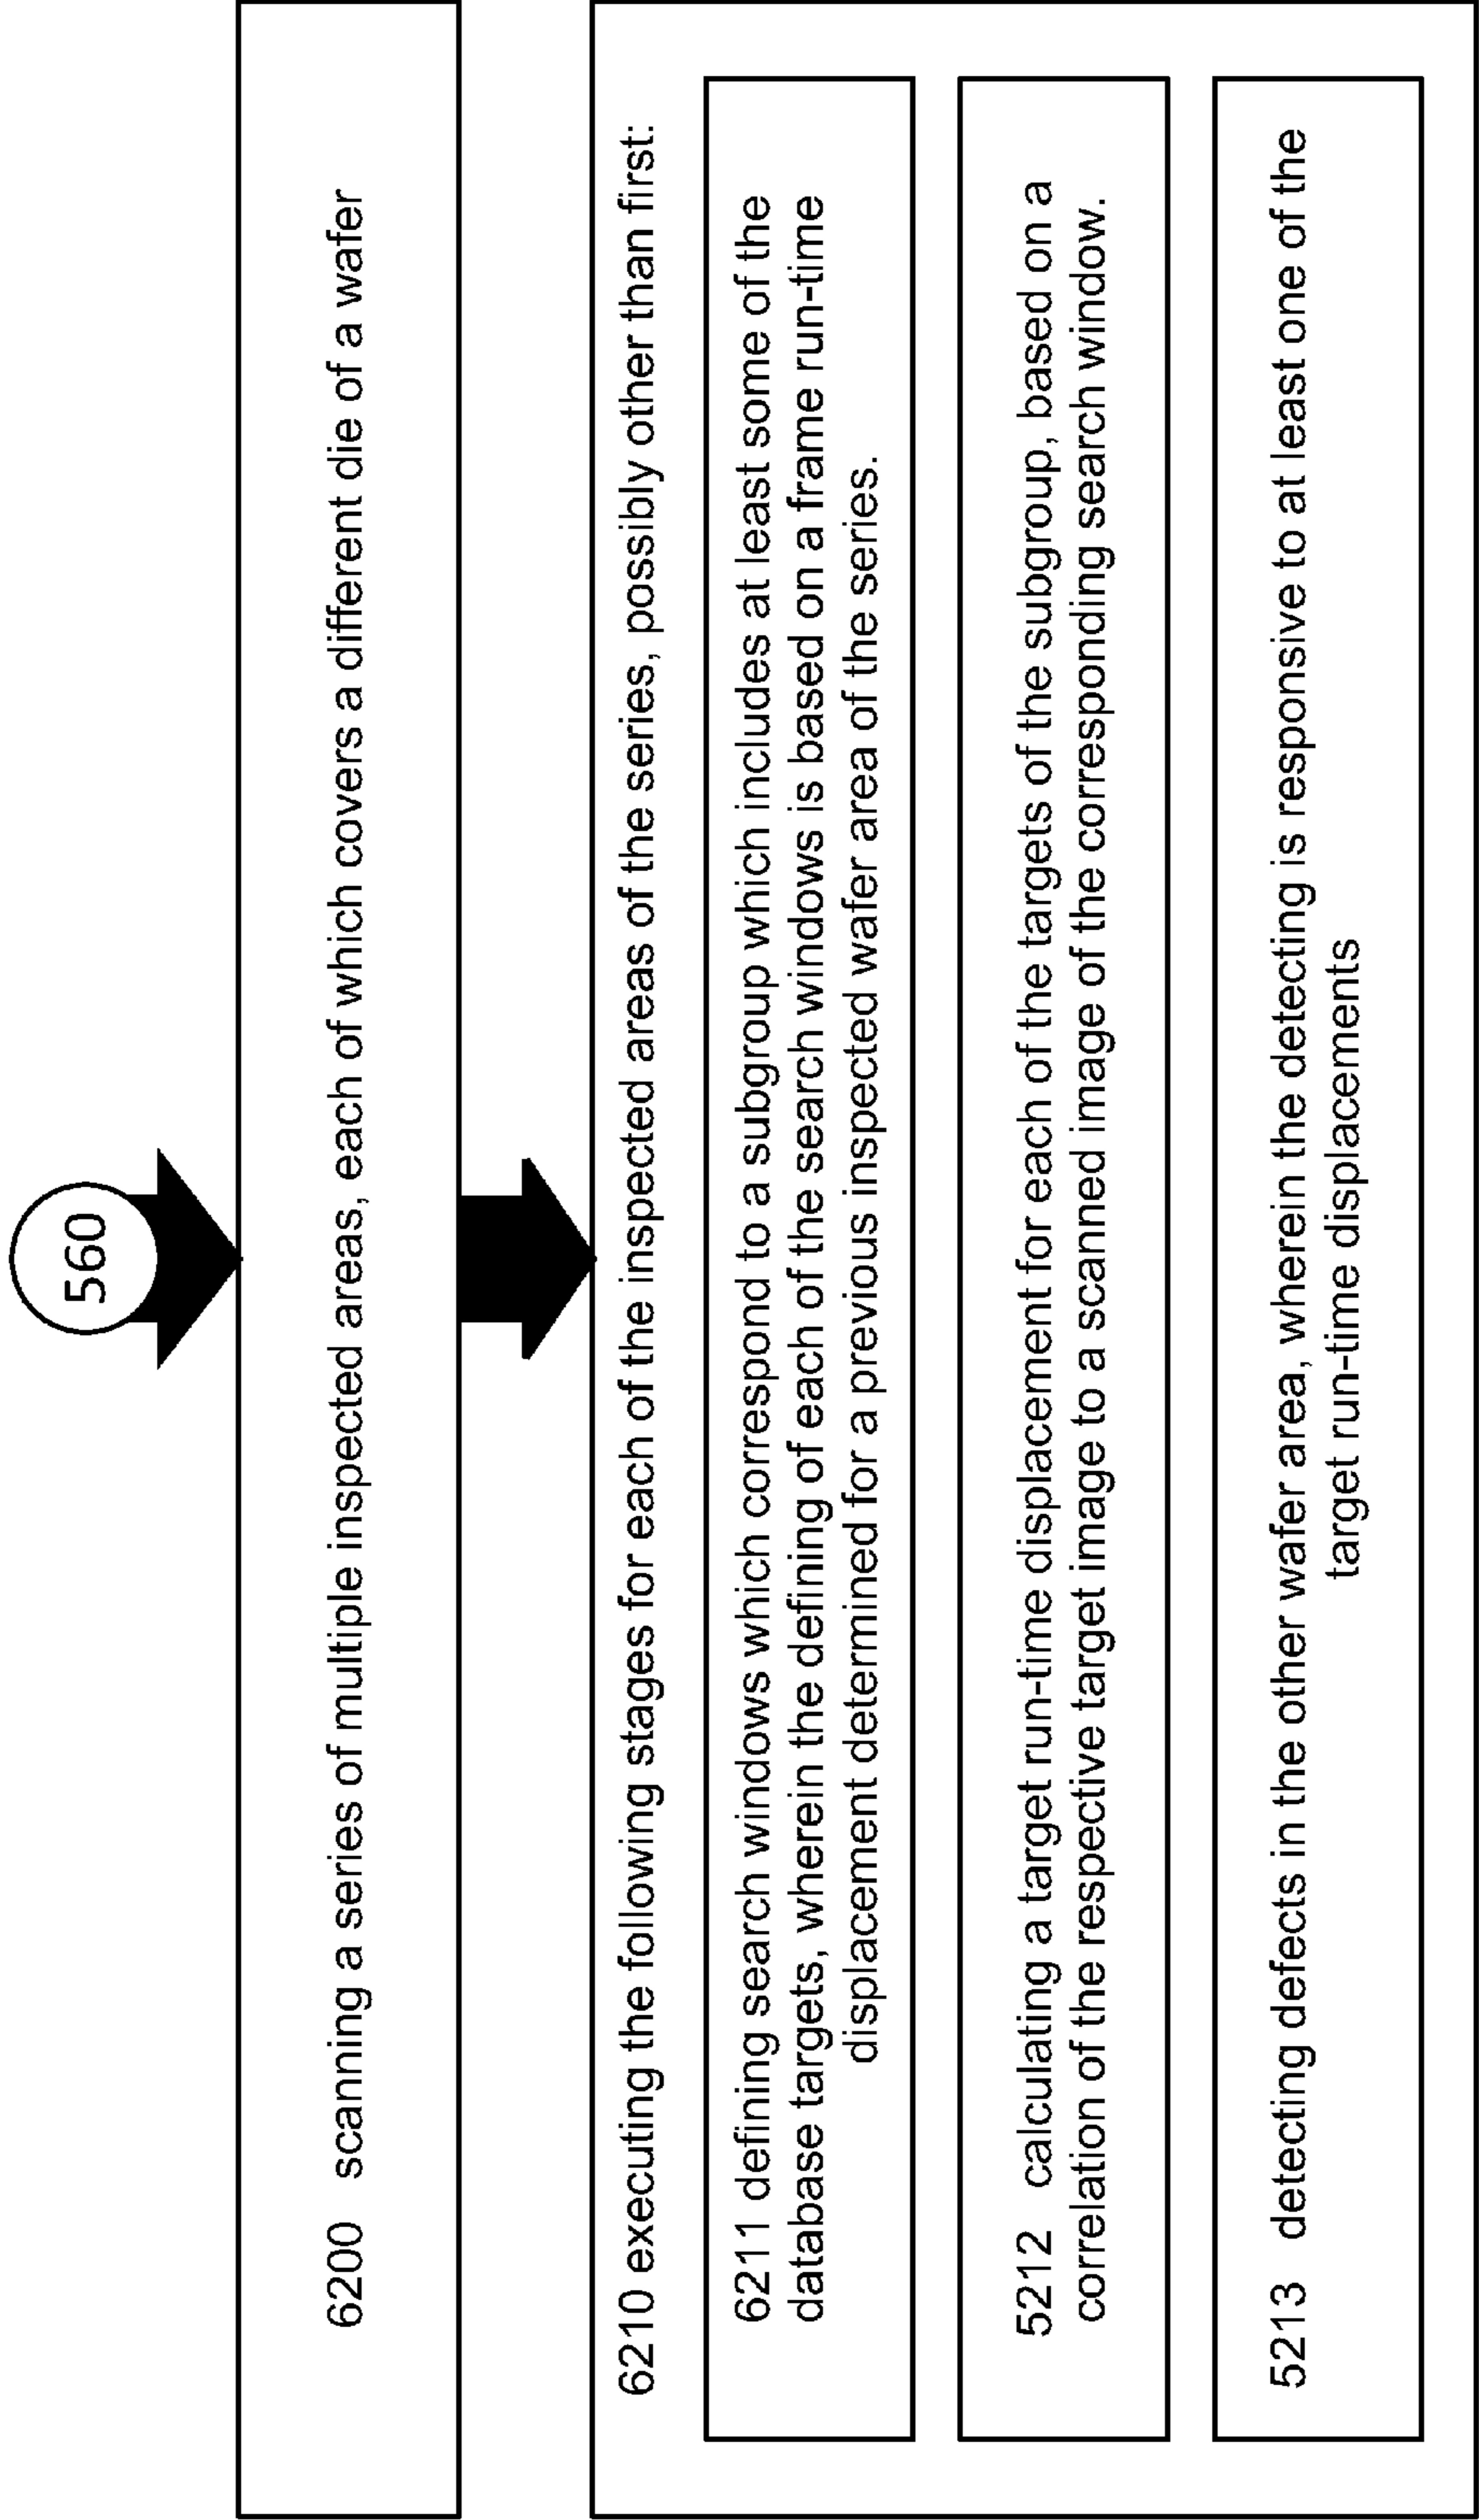 560
6200 scanning a series of multiple inspected areas, each of which covers a different die of a wafer
6210 executing the following stages for each of the inspected areas of the series, possibly other than first:
6211 defining search windows which correspond to a subgroup which includes at least some of the
database targets, wherein the defining of each of the search windows is based on a frame run-time
displacement determined for a previous inspected wafer area of the series.
5212 calculating a target run-time displacement for each of the targets of the subgroup, based on a
correlation of the respective target image to a scanned image of the corresponding search window.
5213 detecting defects in the other wafer area, wherein the detecting is responsive to at least one of the
target run-time displacements